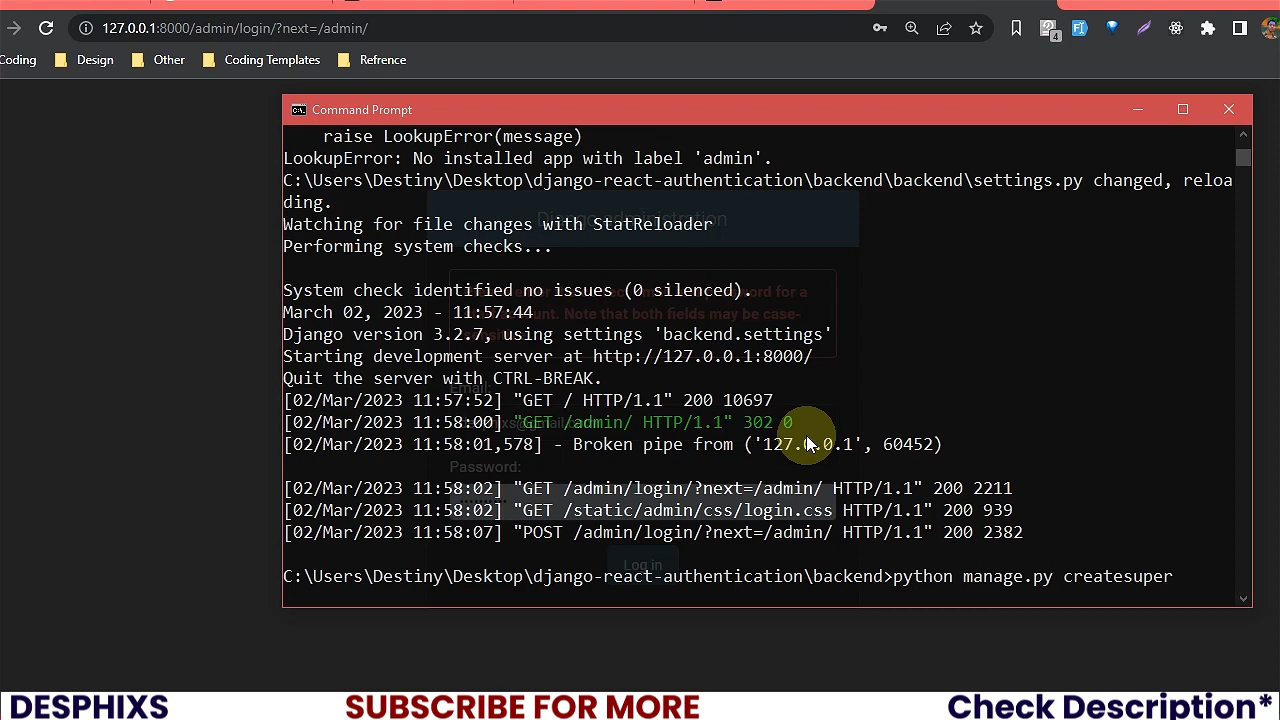 127.0.0.1:8000/admin/login/?next=/admin/
4
Coding
Design
Other
Coding Templates
Refrence
Command Prompt
raise LookupError(message)
LookupError: No installed app with label 'admin'.
C:\Users\Destiny\Desktop\django-react-authentication\backend\backend\settings.py changed, reloa
ding.
Watching for file changes with StatReloader
Performing system checks...
System check identified no issues (0 silenced).
March 02, 2023 - 11:57:44
Django version 3.2.7, using settings 'backend.settings'
Starting development server at http://127.0.0.1:8000/
Quit the server with CTRL-BREAK.
[02/Mar/2023 11:57:52] "GET / HTTP/1.1" 200 10697
[02/Mar/2023 11:58:00] "GET /admin/ HTTP/1.1" 302 0
[02/Mar/2023 11:58:01,578] - Broken pipe from ('127.0.0.1', 60452)
[02/Mar/2023 11:58:02] "GET /admin/login/?next=/admin/ HTTP/1.1" 200 2211
[02/Mar/2023 11:58:02] "GET /static/admin/css/login.css HTTP/1.1" 200 939
[02/Mar/2023 11:58:07] "POST /admin/login/?next=/admin/ HTTP/1.1" 200 2382
C:\Users\Destiny\Desktop\django-react-authentication\backend>python manage.py createsuper
Django administration
Email:
Password:
Log in
DESPHIXS
SUBSCRIBE FOR MORE
Check Description*